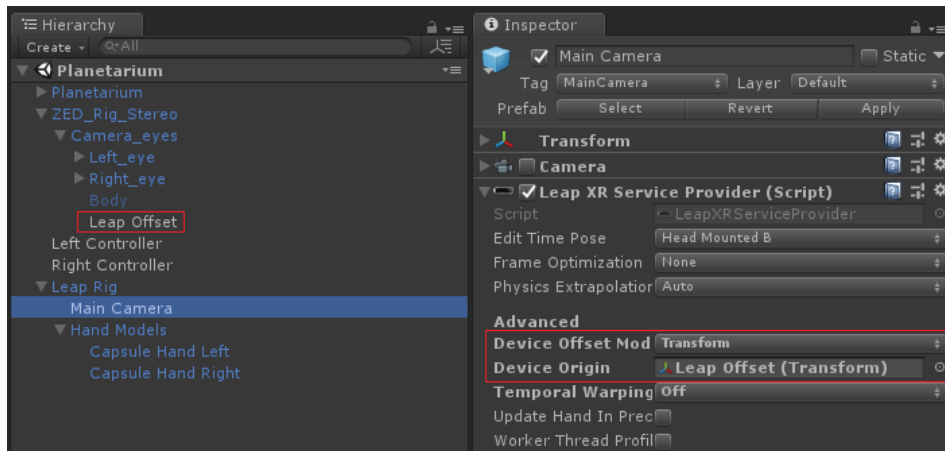 Hierarchy
Create
All
Planetarium
Planetarium
ZED_Rig_Stereo
Camera_eyes
Left_eye
Right_eye
Body
Leap Offset
Left Controller
Right Controller
Leap Rig
Main Camera
Hand Models
Capsule Hand Left
Capsule Hand Right
Inspector
Main Camera Static
Tag MainCamera Layer Default
Prefab Select Revert Apply
Transform
Camera
Leap XR Service Provider (Script)
Script LeapXRServiceProvider
Edit Time Pose Head Mounted B
Frame Optimization None
Physics Extrapolation Auto
Advanced
Device Offset Mod Transform
Device Origin Leap Offset (Transform)
Temporal Warping Off
Update Hand In Prec
Worker Thread Profil